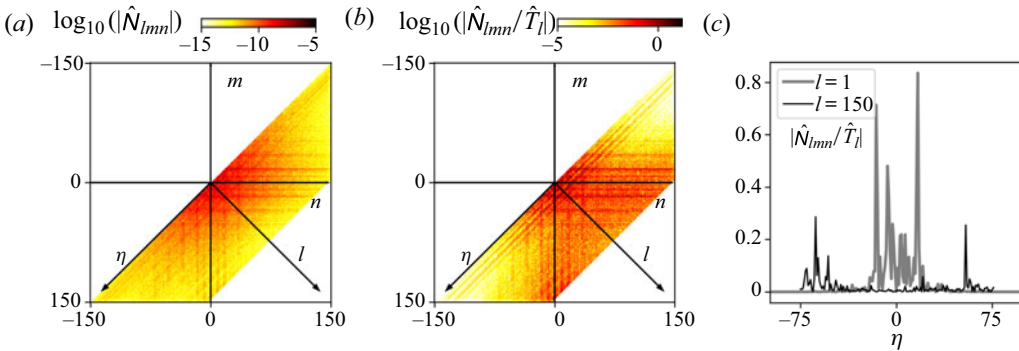 (a) log10(|N̂lmn|) −15 −10 −5
−150 m 0 n η l 150
−150 0 150
(b) log10(|N̂lmn/T̂l|) −5 0
−150 m 0 n η l 150
−150 0 150
(c)
0.8 l = 1
l = 150
0.6 |N̂lmn/T̂l|
0.4
0.2
0
−75 0 75
η